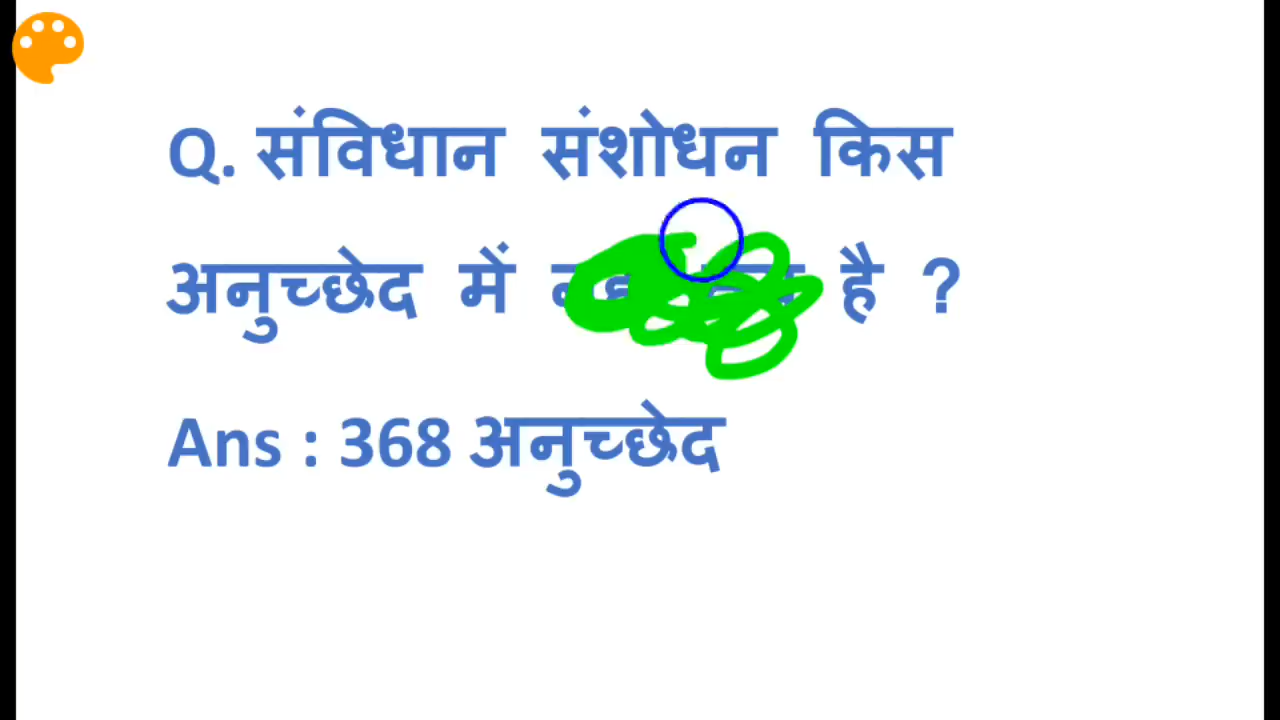 Q. संविधान संशोधन किस
अनुच्छेद में है ?
Ans : 368 अनुच्छेद